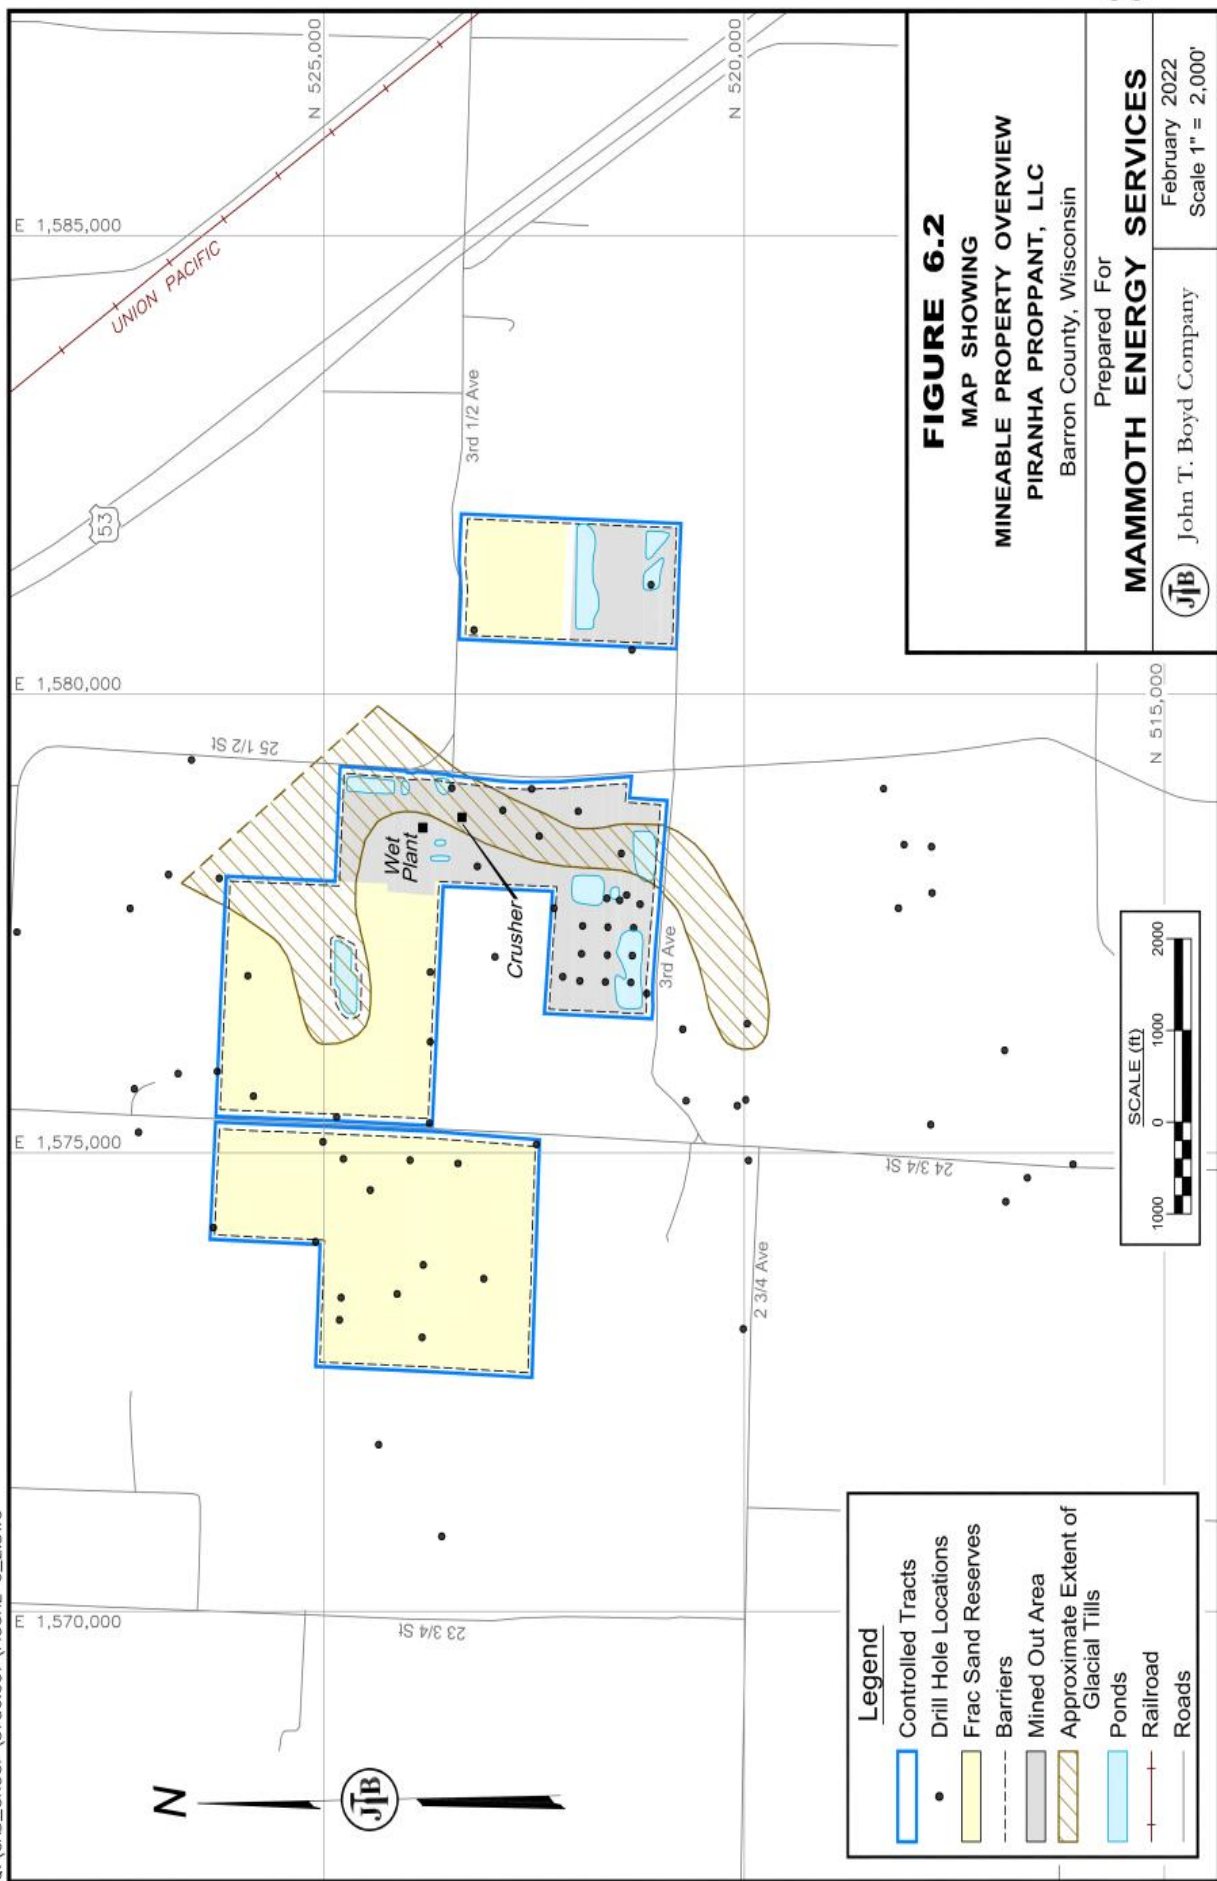 E 1,570,000
E 1,575,000
E 1,580,000
E 1,585,000
N 525,000
N 520,000
N 515,000
N
JTB
UNION PACIFIC
53
23 3/4 St
24 3/4 St
25 1/2 St
3rd 1/2 Ave
3rd Ave
2 3/4 Ave
Wet
Plant
Crusher
Legend
Controlled Tracts
Drill Hole Locations
Frac Sand Reserves
Barriers
Mined Out Area
Approximate Extent of
Glacial Tills
Ponds
Railroad
Roads
SCALE (ft)
1000 0 1000 2000
FIGURE 6.2
MAP SHOWING
MINEABLE PROPERTY OVERVIEW
PIRANHA PROPPANT, LLC
Barron County, Wisconsin
Prepared For
MAMMOTH ENERGY SERVICES
JTB John T. Boyd Company
February 2022
Scale 1" = 2,000'